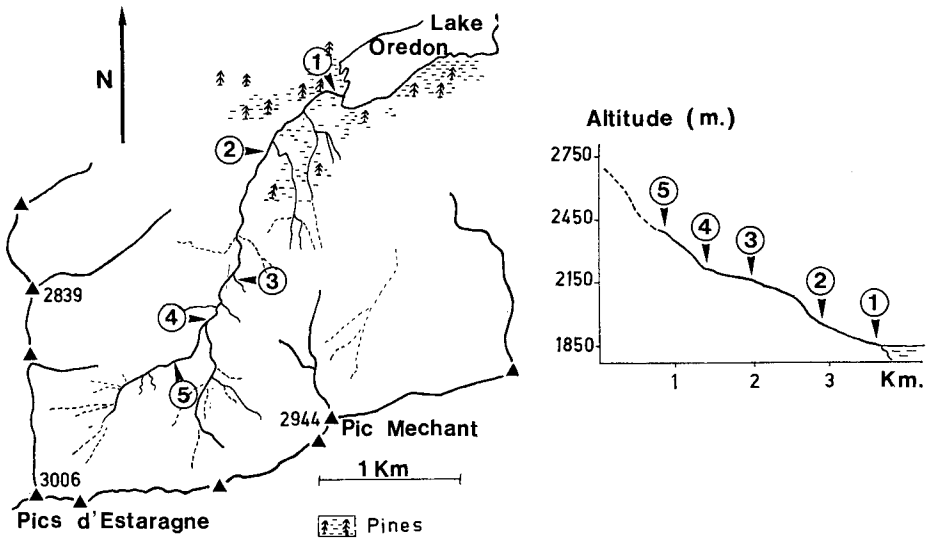 Lake
Oredon
1
N
2
3
2839
4
5
2944
Pic Mechant
1 Km
3006
Pics d'Estaragne
Pines
Altitude (m.)
2750
5
2450
4
3
2150
2
1
1850
1 2 3 Km.